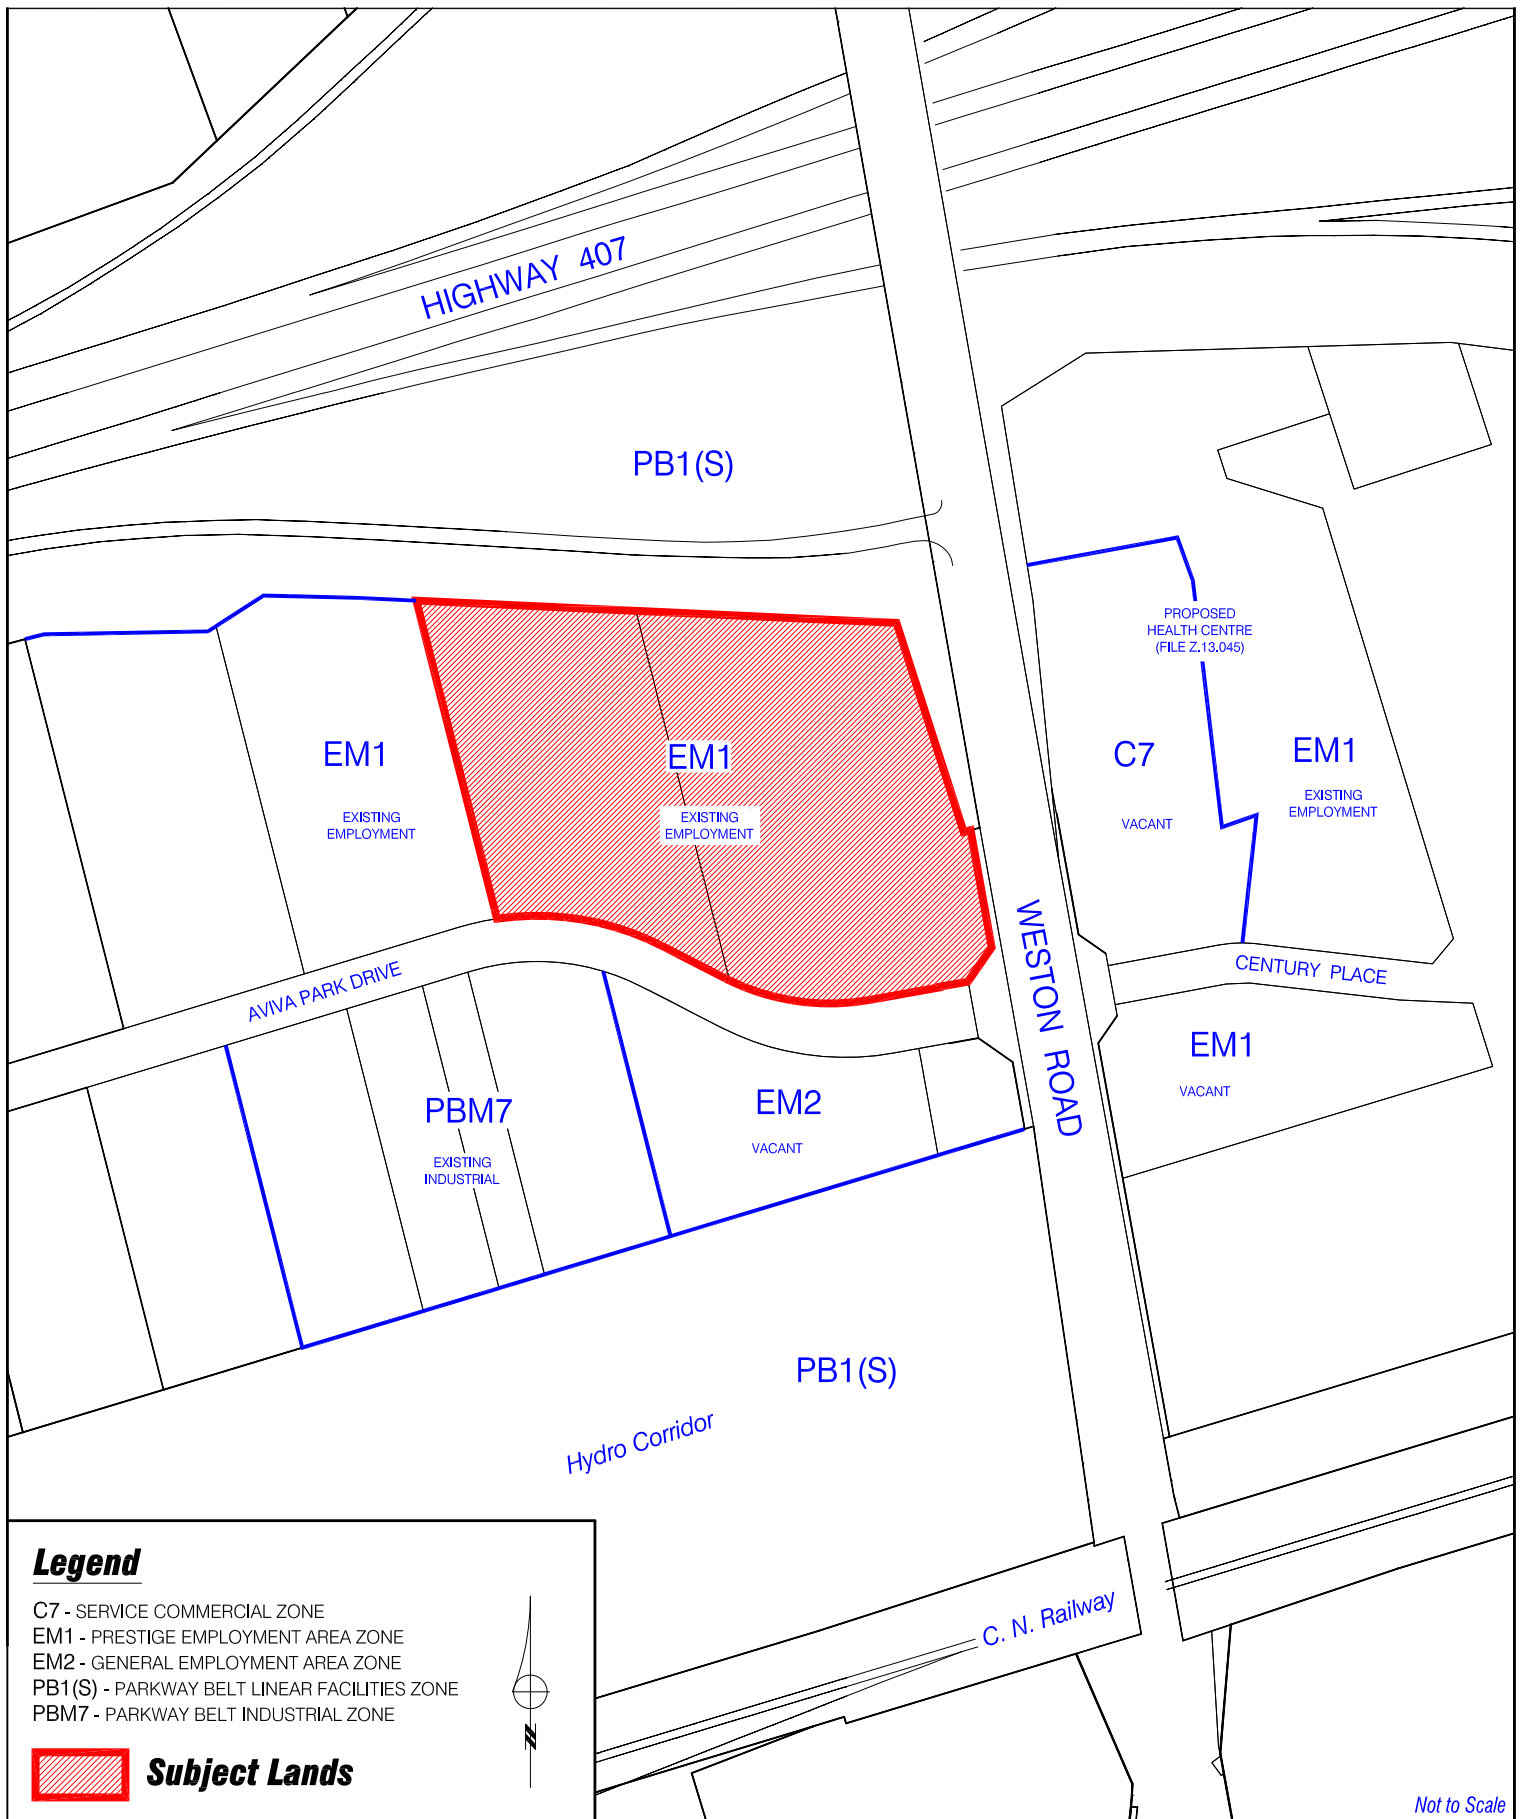 HIGHWAY 407
PB1(S)
PROPOSED
HEALTH CENTRE
(FILE Z.13.045)
EM1
EXISTING
EMPLOYMENT
EM1
EXISTING
EMPLOYMENT
C7
VACANT
EM1
EXISTING
EMPLOYMENT
WESTON ROAD
AVIVA PARK DRIVE
CENTURY PLACE
EM1
VACANT
PBM7
EXISTING
INDUSTRIAL
EM2
VACANT
PB1(S)
Hydro Corridor
C. N. Railway
Legend
C7 - SERVICE COMMERCIAL ZONE
EM1 - PRESTIGE EMPLOYMENT AREA ZONE
EM2 - GENERAL EMPLOYMENT AREA ZONE
PB1(S) - PARKWAY BELT LINEAR FACILITIES ZONE
PBM7 - PARKWAY BELT INDUSTRIAL ZONE
N
Subject Lands
Not to Scale